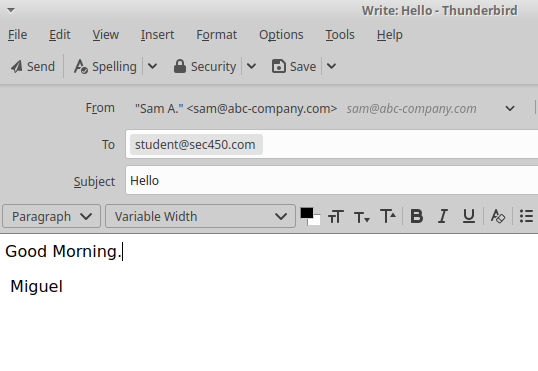 Write: Hello - Thunderbird
File Edit View Insert Format Options Tools Help
Send Spelling Security Save
From "Sam A." <sam@abc-company.com> sam@abc-company.com
To student@sec450.com
Subject Hello
Paragraph Variable Width B I U
Good Morning.
Miguel